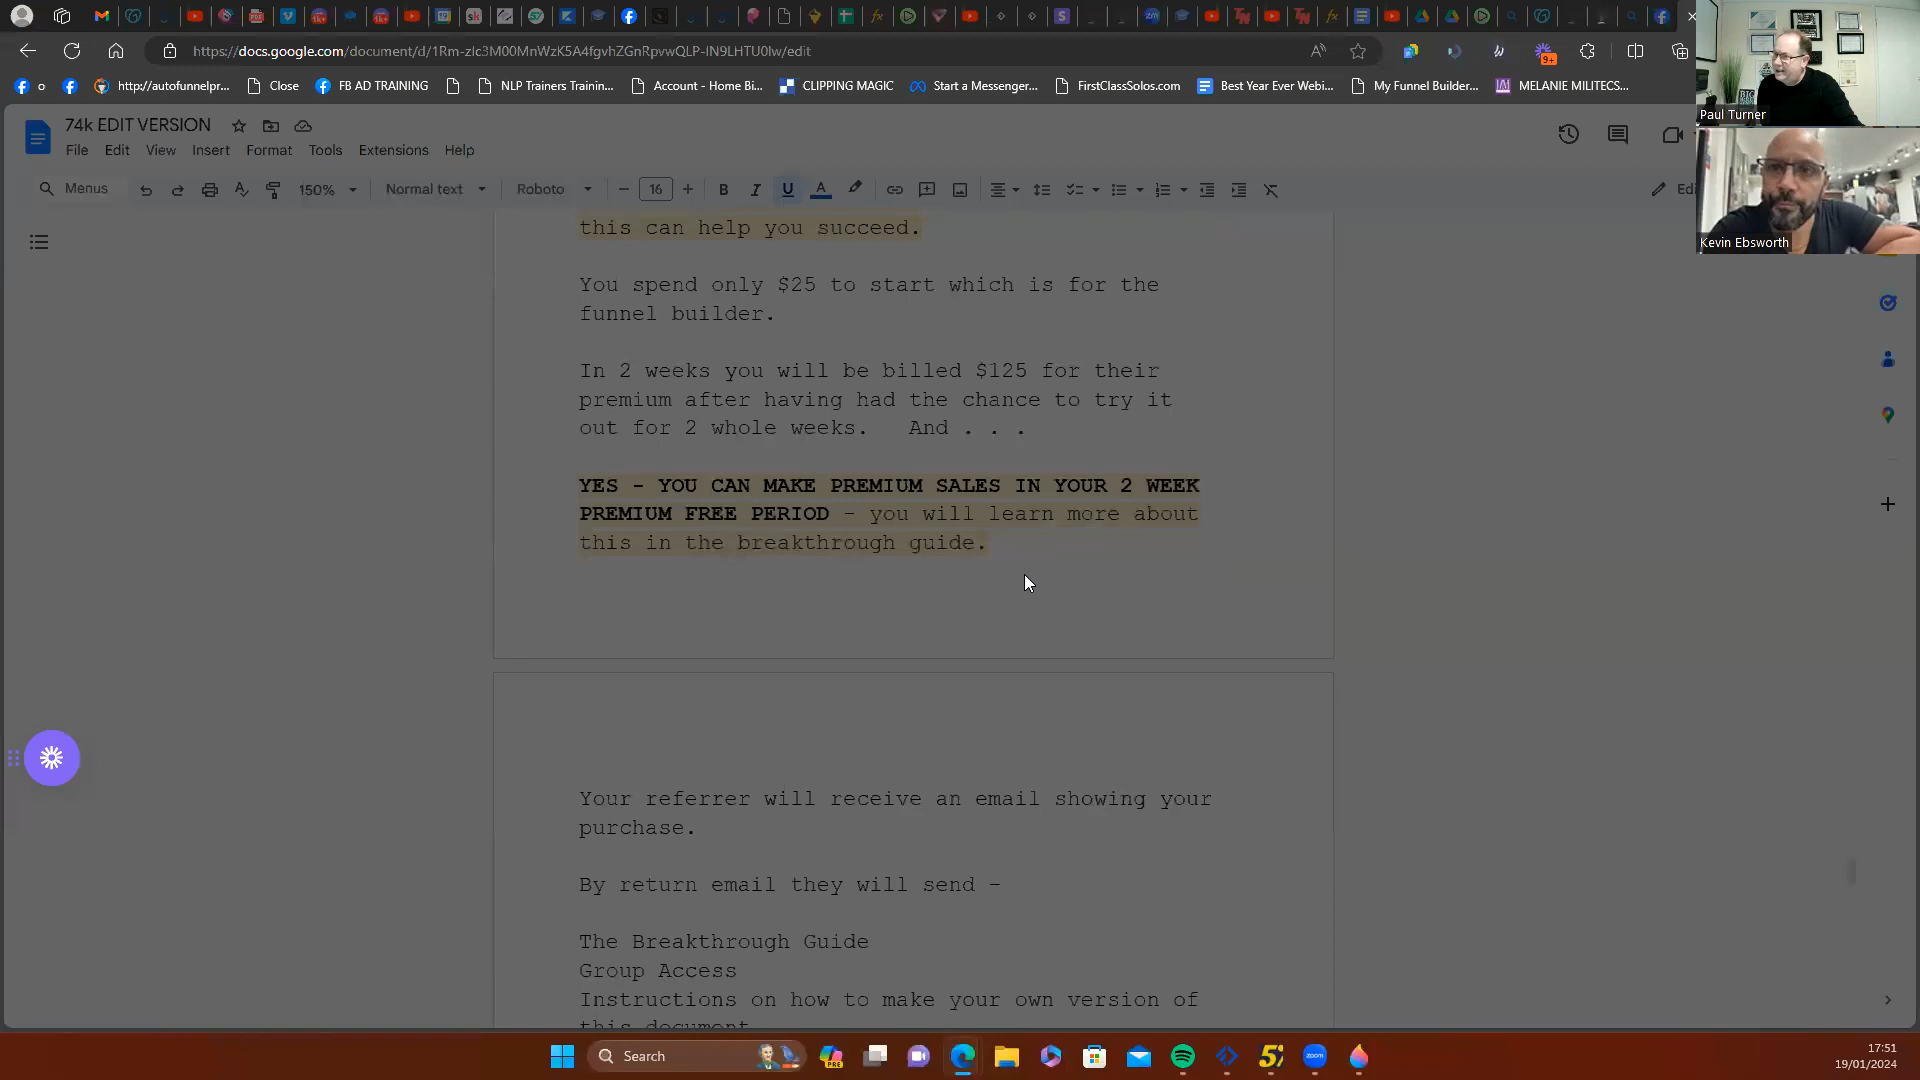 https://docs.google.com/document/d/1Rm-zlc3M00MnWzK5A4fgvhZGnRpvwQLP-IN9LHTU0lw/edit
o
http://autofunnelpr...
Close
FB AD TRAINING
NLP Trainers Trainin...
Account - Home Bi...
CLIPPING MAGIC
Start a Messenger...
FirstClassSolos.com
Best Year Ever Webi...
My Funnel Builder...
MELANIE MILITECS...
Paul Turner
Kevin Ebsworth
74k EDIT VERSION
File Edit View Insert Format Tools Extensions Help
Menus 150% Normal text Roboto 16
this can help you succeed.
You spend only $25 to start which is for the
funnel builder.
In 2 weeks you will be billed $125 for their
premium after having had the chance to try it
out for 2 whole weeks. And . . .
YES - YOU CAN MAKE PREMIUM SALES IN YOUR 2 WEEK
PREMIUM FREE PERIOD - you will learn more about
this in the breakthrough guide.
Your referrer will receive an email showing your
purchase.
By return email they will send -
The Breakthrough Guide
Group Access
Instructions on how to make your own version of
this document
Search
17:51
19/01/2024